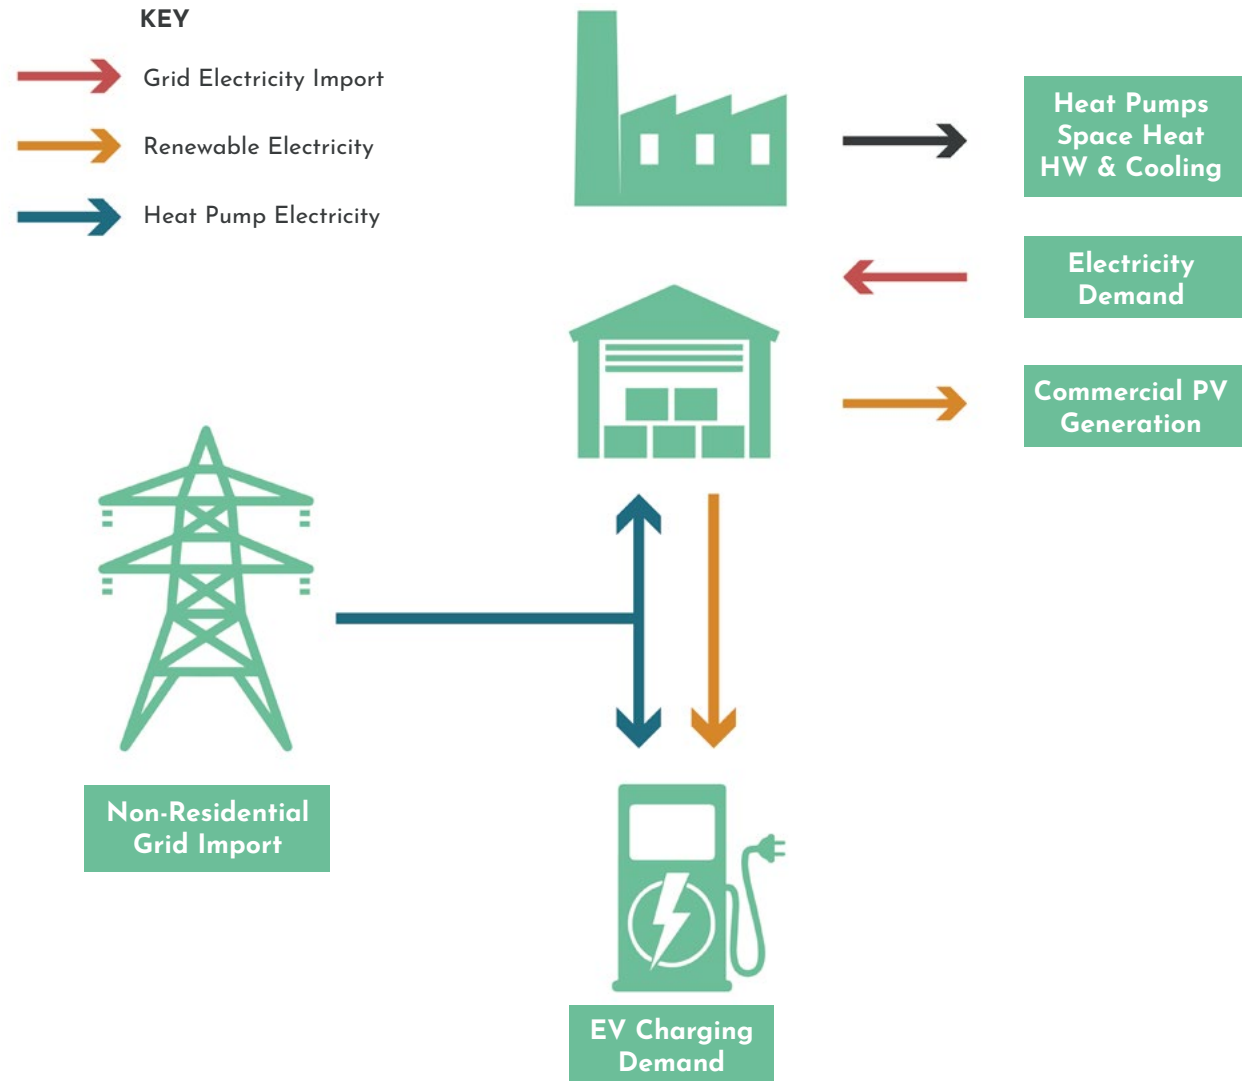 KEY
Grid Electricity Import
Renewable Electricity
Heat Pump Electricity
Heat Pumps
Space Heat
HW & Cooling
Electricity
Demand
Commercial PV
Generation
Non-Residential
Grid Import
EV Charging
Demand